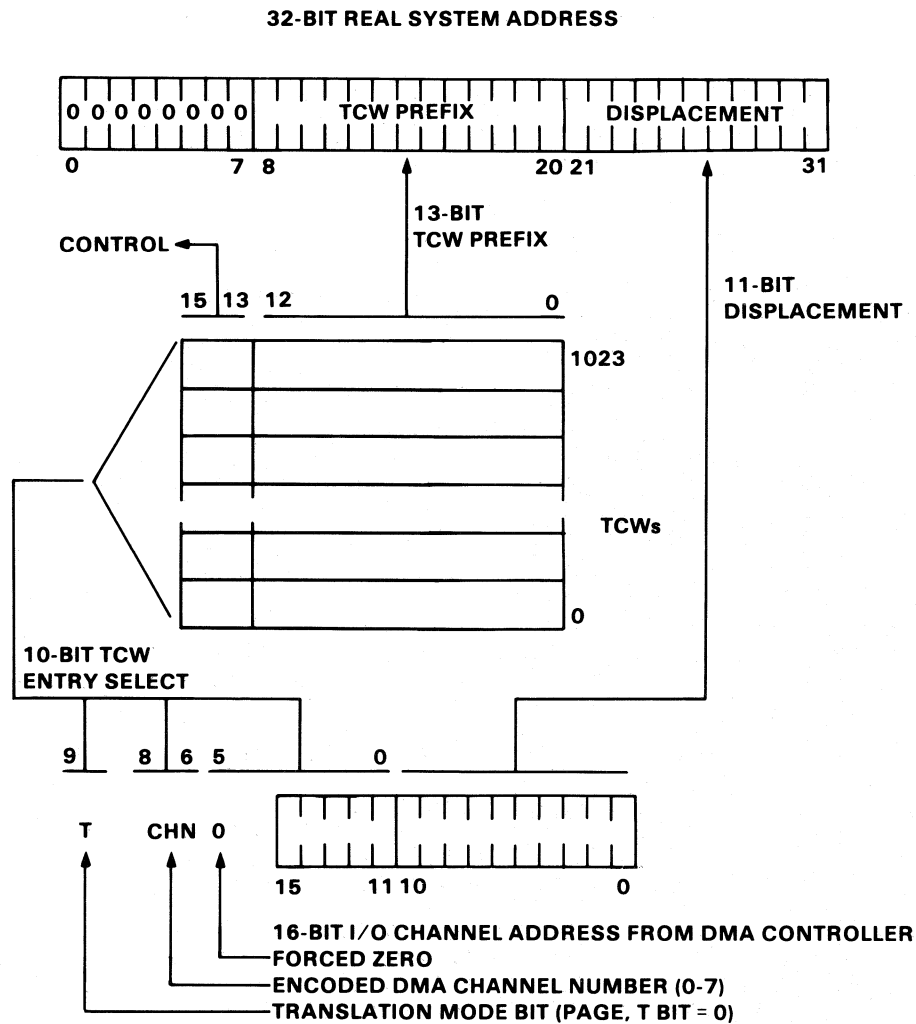 32-BIT REAL SYSTEM ADDRESS
0 0 0 0 0 0 0 0 TCW PREFIX DISPLACEMENT
0 7 8 20 21 31
13-BIT
TCW PREFIX
CONTROL
11-BIT
DISPLACEMENT
15 13 12 0
1023
TCWs
0
10-BIT TCW
ENTRY SELECT
9 8 6 5 0
T CHN 0
15 11 10 0
16-BIT I/O CHANNEL ADDRESS FROM DMA CONTROLLER
FORCED ZERO
ENCODED DMA CHANNEL NUMBER (0-7)
TRANSLATION MODE BIT (PAGE, T BIT = 0)